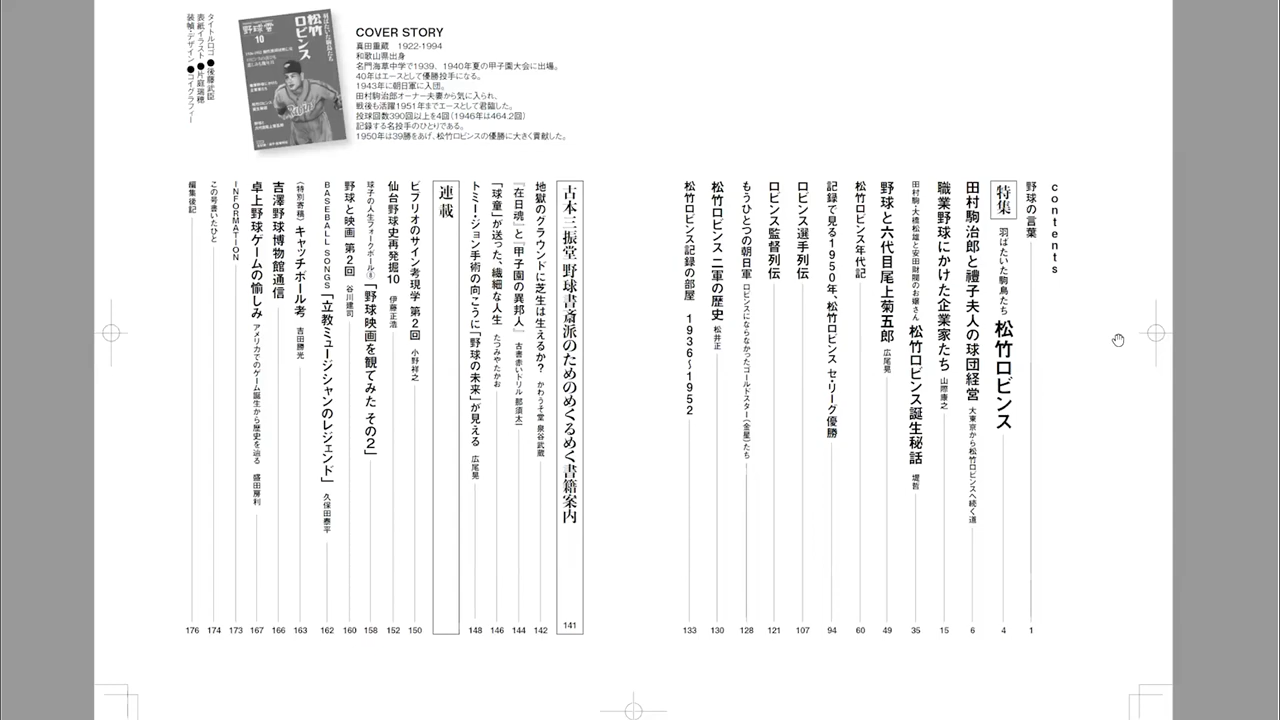 contents
野球の言葉 1
特集 羽ばたいた駒鳥たち 松竹ロビンス 4
田村駒治郎と禮子夫人の球団経営 大東京から松竹ロビンスへ続く道 6
職業野球にかけた企業家たち 山際康之 15
田村駒・大橋松雄と安田財閥のお嬢さん 松竹ロビンス誕生秘話 堤哲 35
野球と六代目尾上菊五郎 広尾晃 49
松竹ロビンス年代記 60
記録で見る1950年、松竹ロビンス セ・リーグ優勝 94
ロビンス選手列伝 107
ロビンス監督列伝 121
もうひとつの朝日軍 ロビンスにならなかったゴールドスター(金星)たち 128
松竹ロビンス 二軍の歴史 松井正 130
松竹ロビンス記録の部屋 1936〜1952 133
COVER STORY
真田重蔵 1922-1994
和歌山県出身
名門海草中学で1939、1940年夏の甲子園大会に出場。
40年はエースとして優勝投手になる。
1943年に朝日軍に入団。
田村駒治郎オーナー夫妻から気に入られ、
戦後も活躍1951年までエースとして君臨した。
投球回数390回以上を4回(1946年は464.2回)
記録する名投手のひとりである。
1950年は39勝をあげ、松竹ロビンスの優勝に大きく貢献した。
羽ばたいた駒鳥たち
松竹ロビンス
野球雲
10
タイトルロゴ●後藤武臣
表紙イラスト●片庭瑞穂
装幀・デザイン●ゴイグラフィー
古本三振堂 野球書斎派のためのめくるめく書籍案内 141
地獄のグラウンドに芝生は生えるか? かわうそ堂 泉谷武蔵 142
『在日魂』と『甲子園の異邦人』 古書赤いドリル 那須太一 144
「球童」が送った、繊細な人生 たつみやたかお 146
トミー・ジョン手術の向こうに「野球の未来」が見える 広尾晃 148
連載
ビブリオのサイン考現学 第2回 小野祥之 150
仙台野球史再発掘10 伊藤正浩 152
球子の人生フォークボール⑧「野球映画を観てみた その2」 158
野球と映画 第2回 谷川建司 160
BASEBALL SONGS「立教ミュージシャンのレジェンド」 久保田泰平 162
(特別寄稿) キャッチボール考 吉田勝光 163
吉澤野球博物館通信 166
卓上野球ゲームの愉しみ アメリカでのゲーム誕生から歴史を辿る 盛田房利 167
INFORMATION 173
この号書いたひと 174
編集後記 176